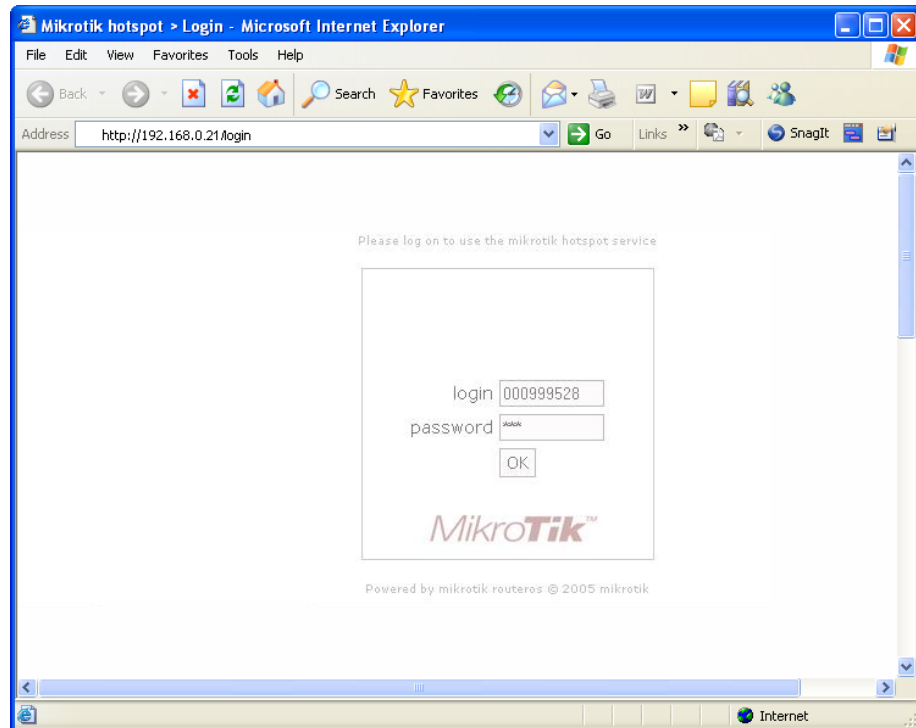 Mikrotik hotspot > Login - Microsoft Internet Explorer
File Edit View Favorites Tools Help
Back Search Favorites W
Address http://192.168.0.21/login Go Links » SnagIt
Please log on to use the mikrotik hotspot service
login 000999528
password ****
OK
MikroTik™
Powered by mikrotik routeros © 2005 mikrotik
Internet